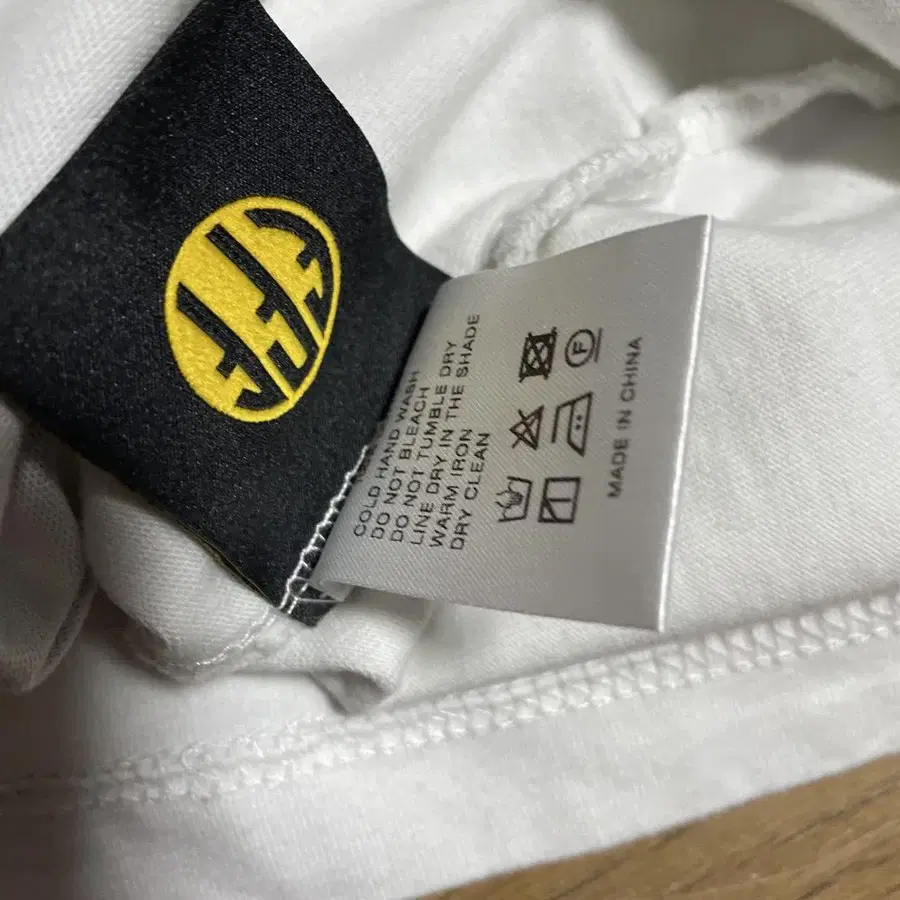 COLD HAND WASH
DO NOT BLEACH
DO NOT TUMBLE DRY
LINE DRY IN THE SHADE
WARM IRON
DRY CLEAN
F
MADE IN CHINA